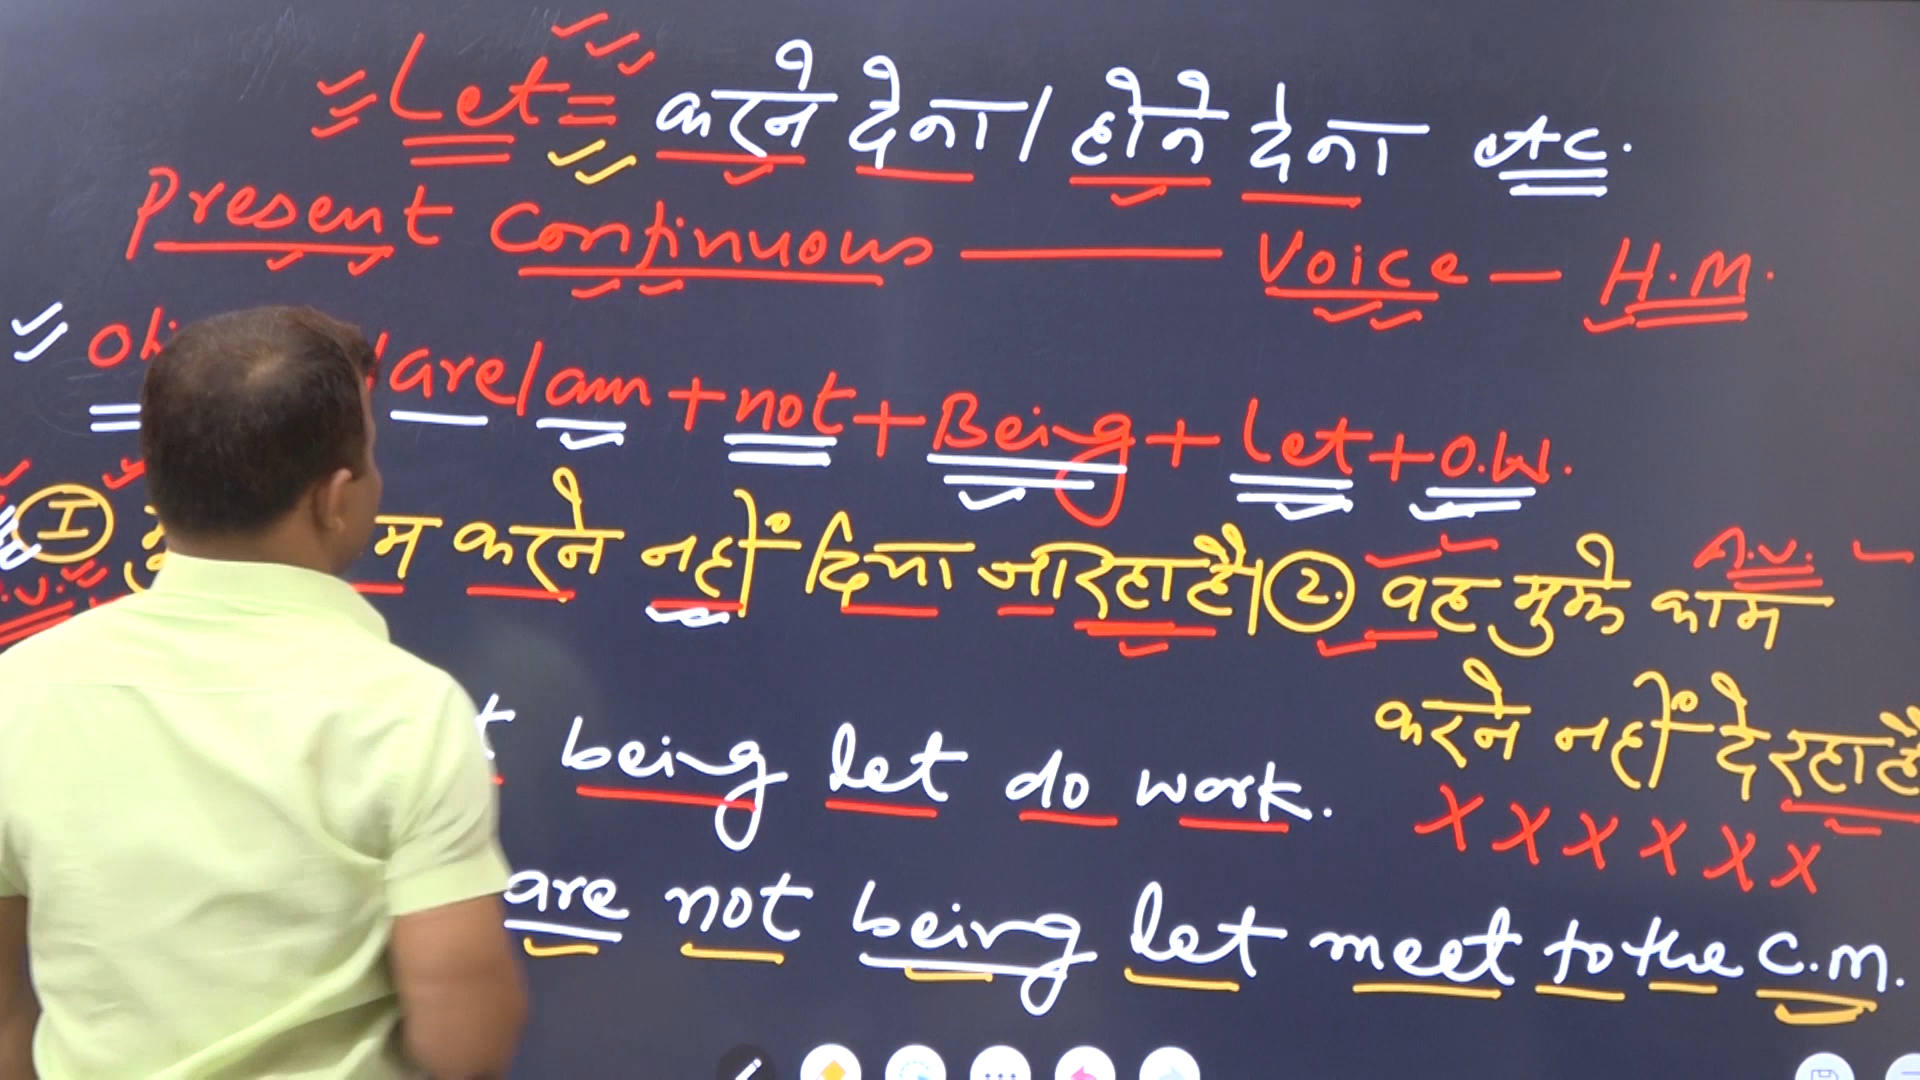 Let = करने देना / होने देना etc.
Present Continuous — Voice — H.M.
are / am + not + Being + Let + O.W.
① म करने नहीं दिया जा रहा है। ② वह मुझे काम A.V. -
करने नहीं दे रहा है
being let do work. X X X X X X
are not being let meet to the C.M.